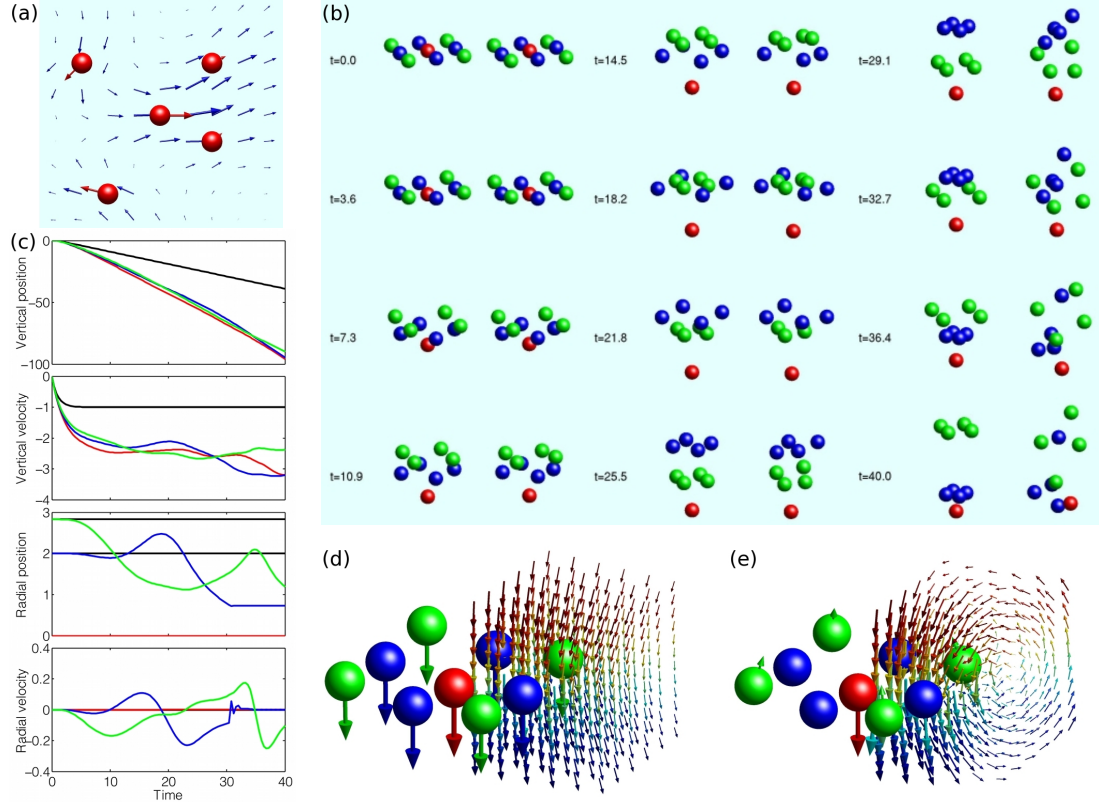 (a)
(b)
t=0.0
t=14.5
t=29.1
t=3.6
t=18.2
t=32.7
t=7.3
t=21.8
t=36.4
t=10.9
t=25.5
t=40.0
(c)
0
−50
−100
Vertical position
0
−1
−2
−3
−4
Vertical velocity
3
2
1
0
Radial position
0.4
0.2
0
−0.2
−0.4
Radial velocity
0 10 20 30 40
Time
(d)
(e)